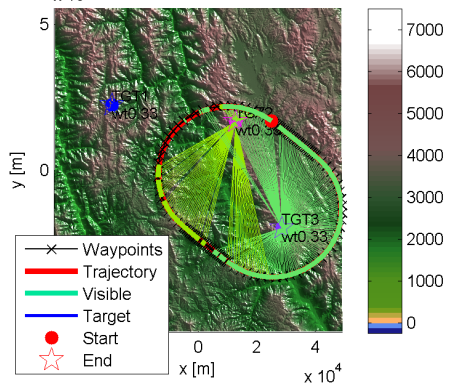 5
7000
6000
5000
4000
3000
2000
1000
0
TGT1
wt0.33
TGT2
y [m]
0
TGT3
wt0.33
Waypoints
Trajectory
Visible
Target
Start
End
0
2
4
x [m]
x 10^4